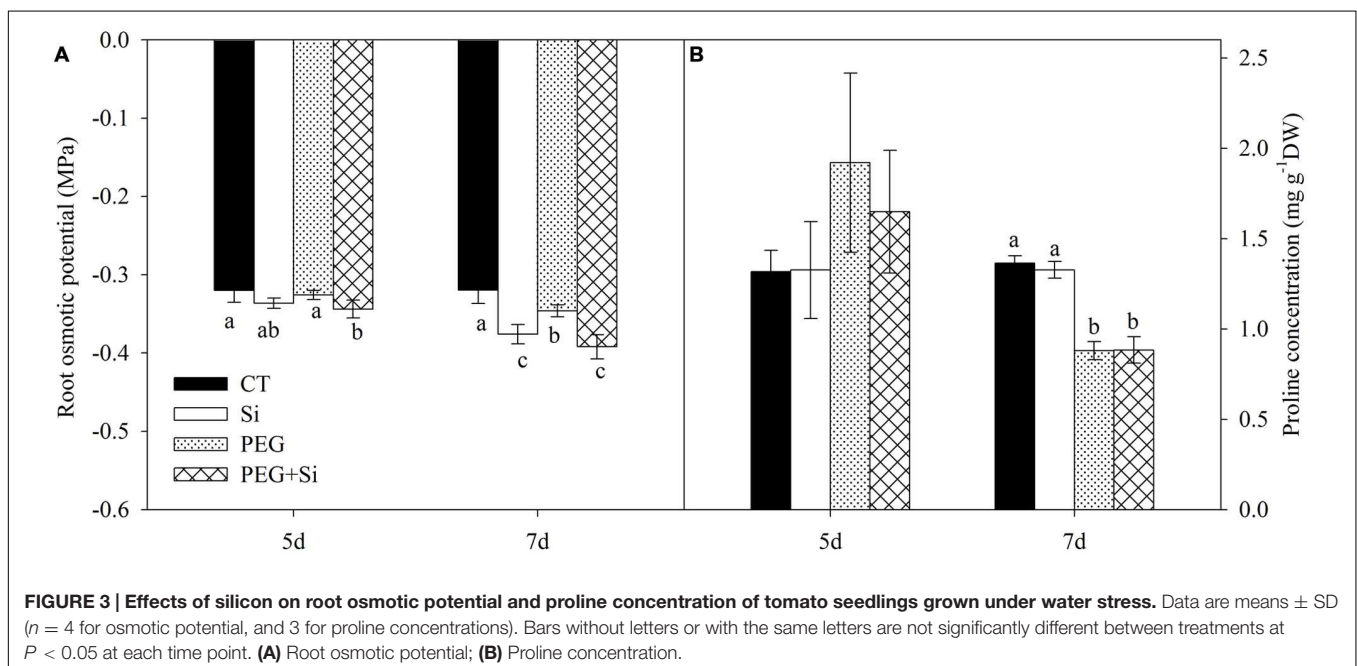 A
0.0
-0.1
-0.2
-0.3
-0.4
-0.5
-0.6
Root osmotic potential (MPa)
a ab a b
a c b c
CT
Si
PEG
PEG+Si
5d 7d
B
a a b b
5d 7d
2.5
2.0
1.5
1.0
0.5
0.0
Proline concentration (mg g⁻¹DW)
FIGURE 3 | Effects of silicon on root osmotic potential and proline concentration of tomato seedlings grown under water stress. Data are means ± SD
(n = 4 for osmotic potential, and 3 for proline concentrations). Bars without letters or with the same letters are not significantly different between treatments at
P < 0.05 at each time point. (A) Root osmotic potential; (B) Proline concentration.